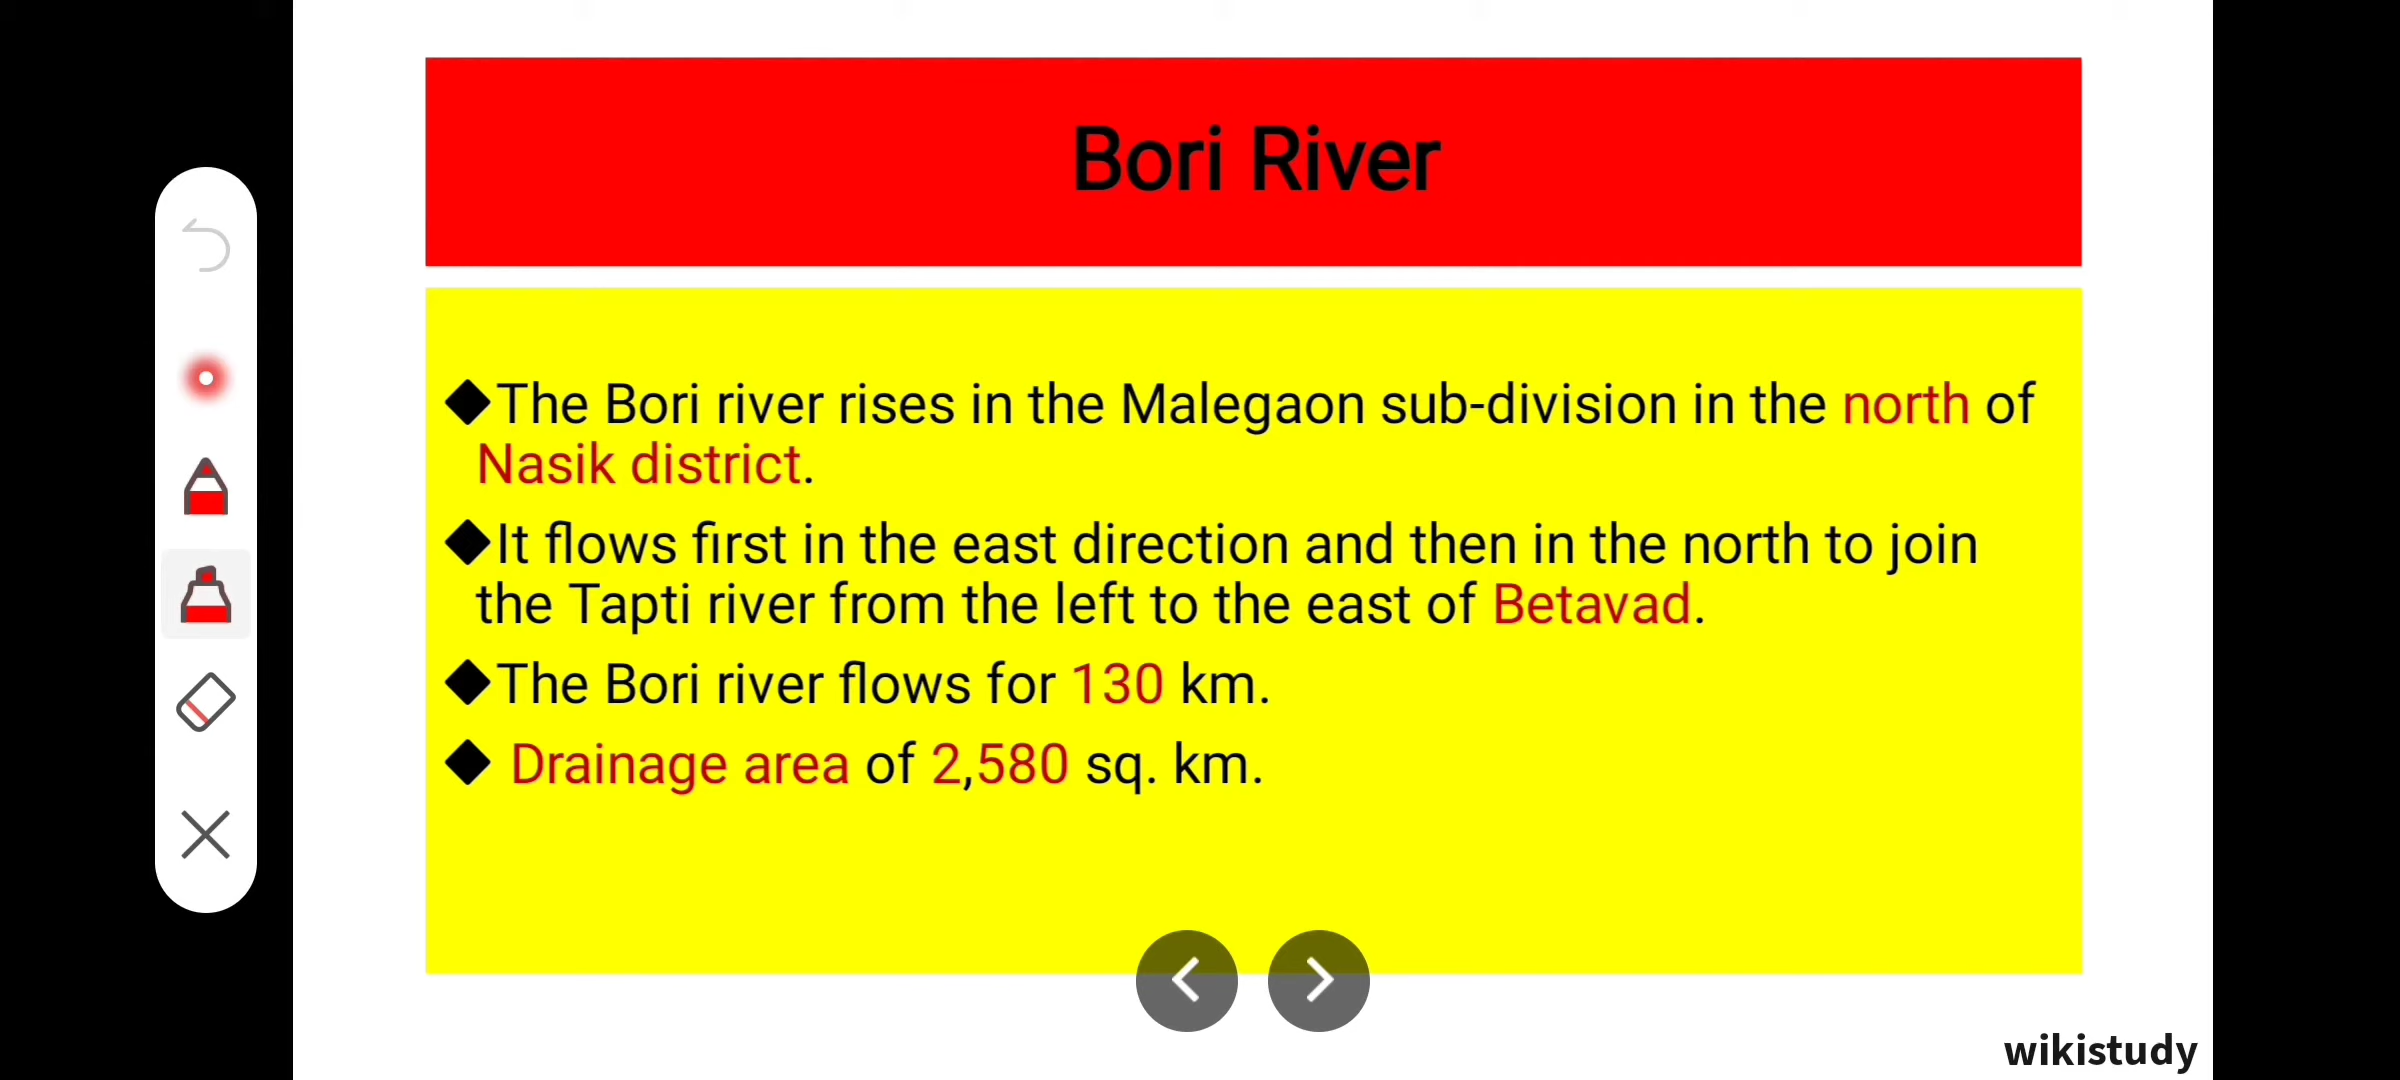 Bori River
◆The Bori river rises in the Malegaon sub-division in the north of
Nasik district.
◆It flows first in the east direction and then in the north to join
the Tapti river from the left to the east of Betavad.
◆The Bori river flows for 130 km.
◆ Drainage area of 2,580 sq. km.
wikistudy